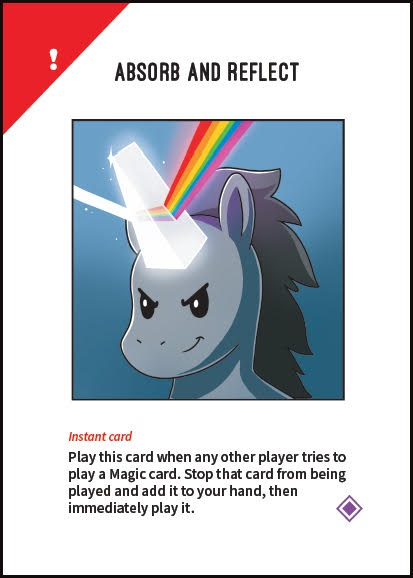 !
ABSORB AND REFLECT
Instant card
Play this card when any other player tries to
play a Magic card. Stop that card from being
played and add it to your hand, then
immediately play it.